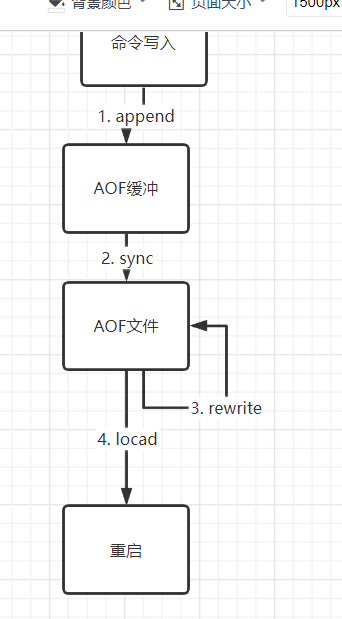 背景颜色 页面大小 1500px
命令写入
1. append
AOF缓冲
2. sync
AOF文件
3. rewrite
4. locad
重启